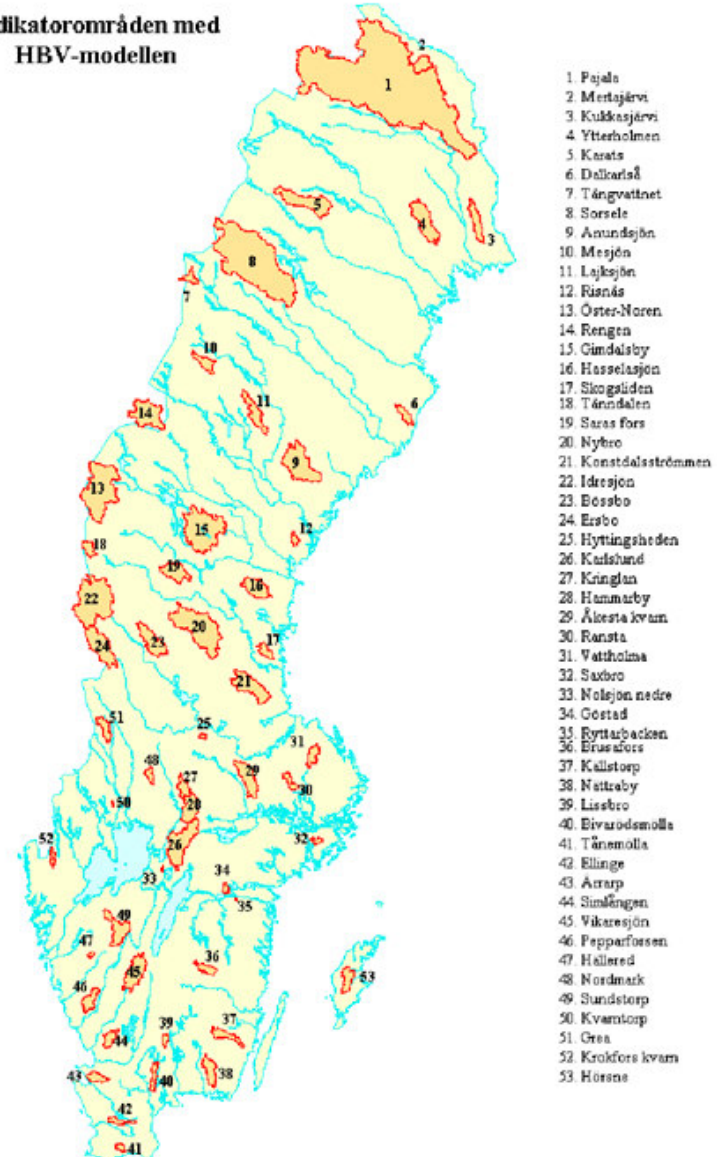 dikatorområden med
HBV-modellen
1. Pajala
2. Mertajärvi
3. Kukkasjärvi
4. Ytterholmen
5. Karats
6. Dalkarlså
7. Tängvattnet
8. Sorsele
9. Anundsjön
10. Mesjön
11. Lajksjön
12. Risnäs
13. Öster-Noren
14. Rengen
15. Gimdalsby
16. Hasselasjön
17. Skogsliden
18. Tänndalen
19. Saras fors
20. Nybro
21. Konstdalsströmmen
22. Idresjon
23. Bössbo
24. Ersbo
25. Hyttingsheden
26. Karlslund
27. Kringlan
28. Hammarby
29. Åkesta kvarn
30. Ransta
31. Vattholma
32. Saxbro
33. Nolsjön nedre
34. Gostad
35. Ryttarbacken
36. Brusafors
37. Källstorp
38. Nättraby
39. Lissbro
40. Bivarödsmölla
41. Tånemölla
42. Ellinge
43. Arrarp
44. Simlången
45. Vikaresjön
46. Pepparforsen
47. Hällered
48. Nordmark
49. Sundstorp
50. Kvarntorp
51. Grea
52. Krokfors kvarn
53. Hörsne
2
1
5
4
3
8
7
10
11
6
14
9
13
15
12
18
19
16
22
20
24
23
17
21
51
25
31
48
27
29
30
50
28
52
26
32
33
34
35
49
47
45
36
53
46
44
39
37
43
40
38
42
41